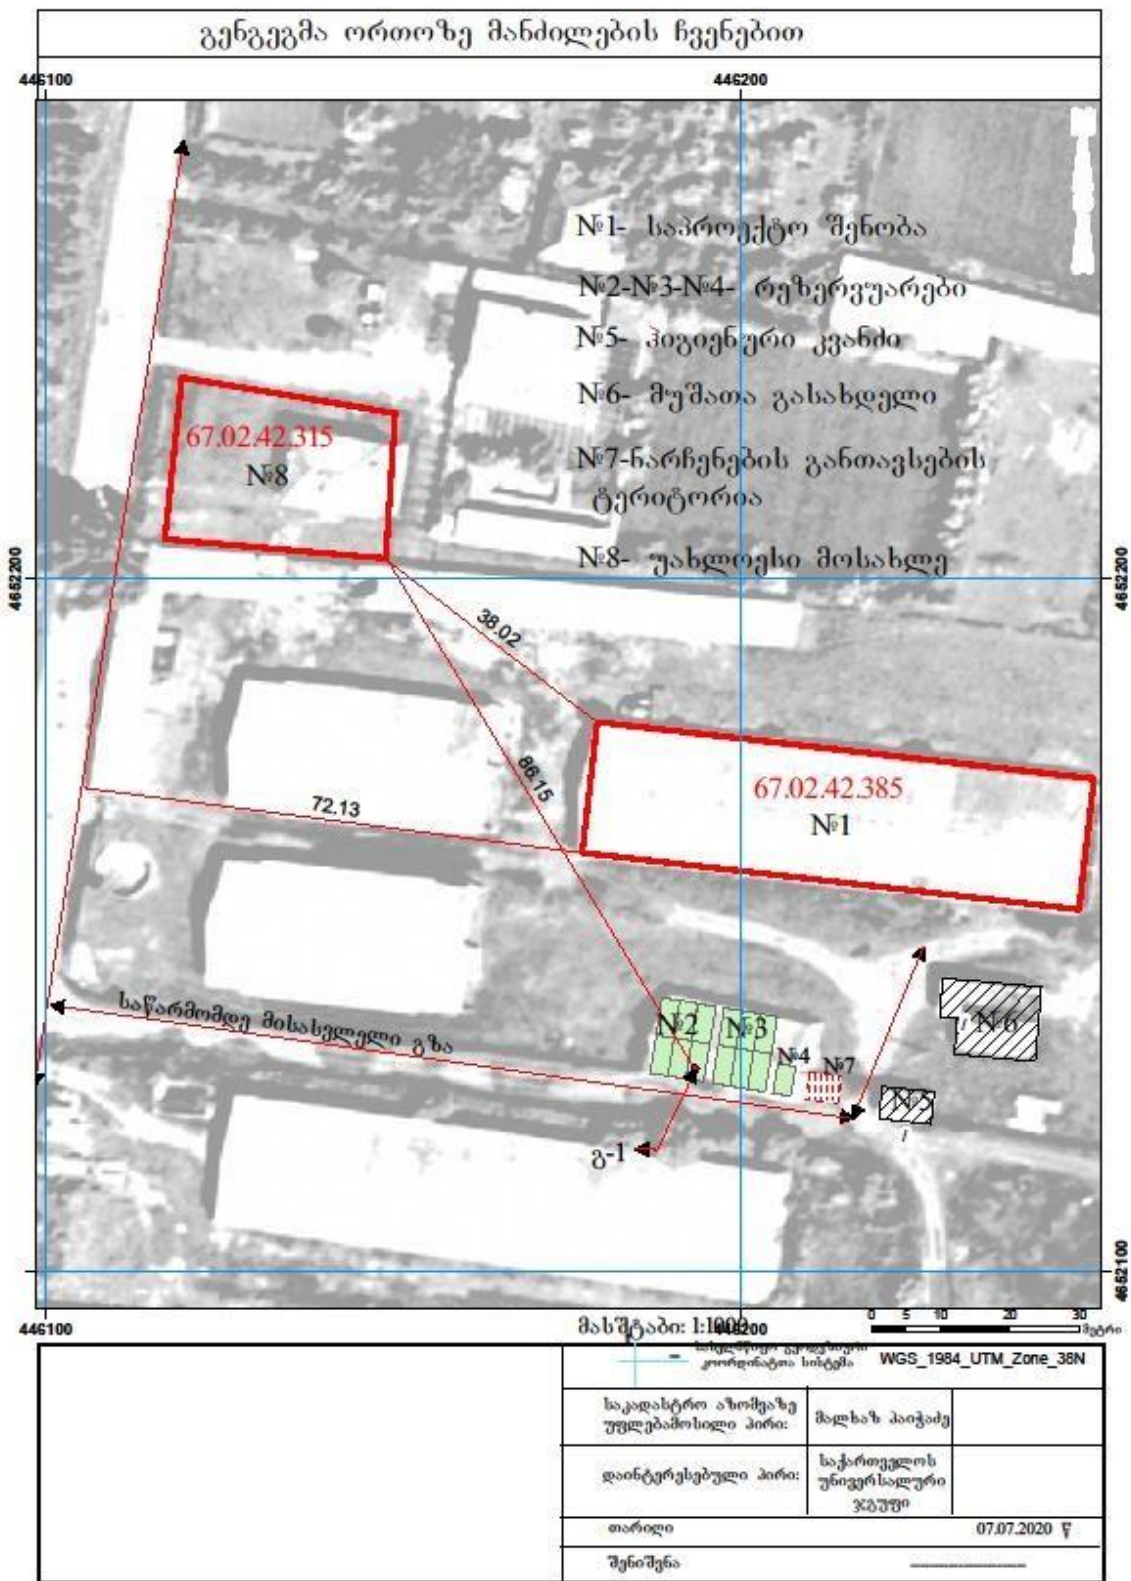 გენგეგმა ორთოზე მანძილების ჩვენებით
446100
446200
№1- საპროექტო შენობა
№2-№3-№4- რეზერვუარები
№5- ჰიგიენური კვანძი
№6- მუშათა გასახდელი
№7-ნარჩენების განთავსების
ტერიტორია
№8- უახლოესი მოსახლე
67.02.42.315
№8
4652200
4652200
38.02
86.15
72.13
67.02.42.385
№1
საწარმომდე მისასვლელი გზა
№2
№3
№4
№7
№6
№5
გ-1
4652100
446100
მასშტაბი: 1:1000
446200
0 5 10 20 30
მეტრი
კოორდინატთა სისტემა
WGS_1984_UTM_Zone_38N
საკადასტრო აზომვაზე
უფლებამოსილი პირი:
მალხაზ პაიჭაძე
დაინტერესებული პირი:
საქართველოს
უნივერსალური
ჯგუფი
თარიღი
07.07.2020 წ
შენიშვნა